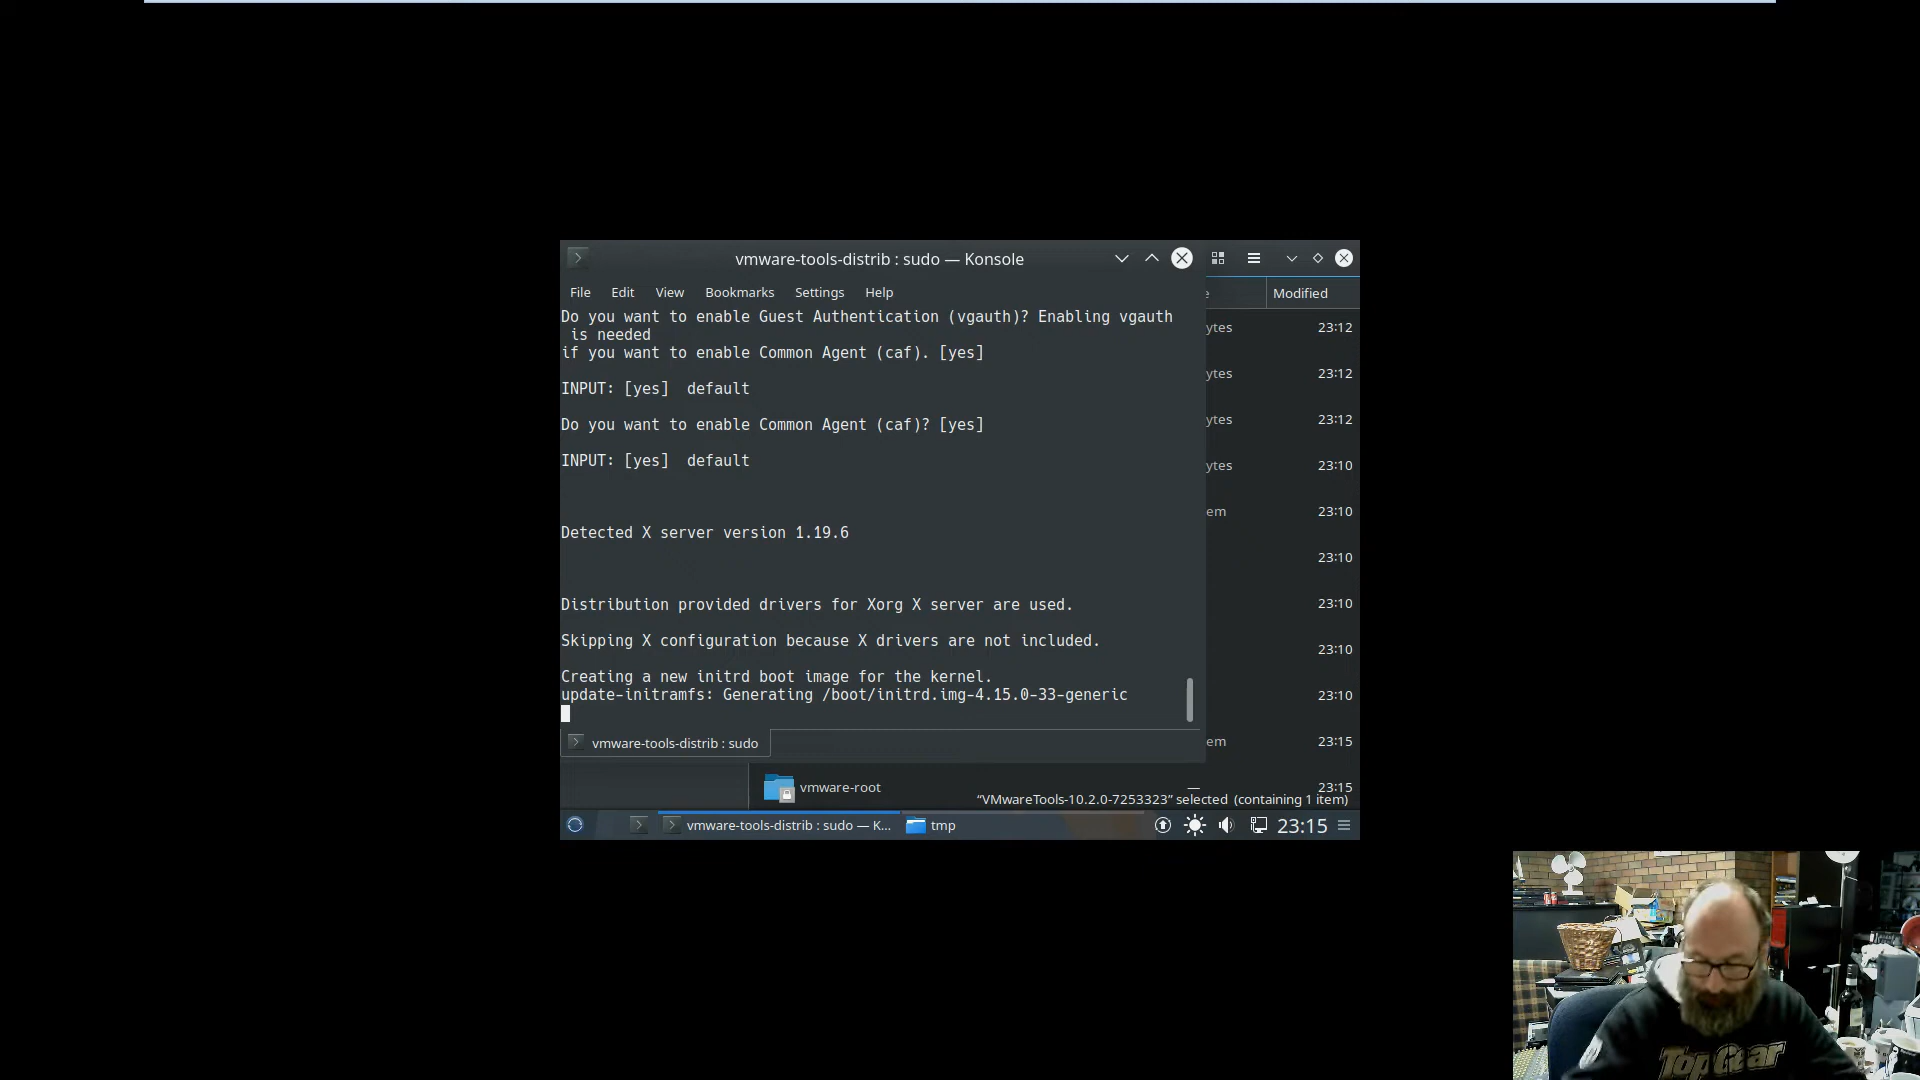 vmware-tools-distrib : sudo — Konsole
File Edit View Bookmarks Settings Help
Do you want to enable Guest Authentication (vgauth)? Enabling vgauth
is needed
if you want to enable Common Agent (caf). [yes]
INPUT: [yes]  default
Do you want to enable Common Agent (caf)? [yes]
INPUT: [yes]  default
Detected X server version 1.19.6
Distribution provided drivers for Xorg X server are used.
Skipping X configuration because X drivers are not included.
Creating a new initrd boot image for the kernel.
update-initramfs: Generating /boot/initrd.img-4.15.0-33-generic
vmware-tools-distrib : sudo
e Modified
ytes 23:12
ytes 23:12
ytes 23:12
ytes 23:10
em 23:10
23:10
23:10
23:10
23:10
em 23:15
vmware-root — 23:15
“VMwareTools-10.2.0-7253323” selected (containing 1 item)
vmware-tools-distrib : sudo — K... tmp 23:15
Top Gear